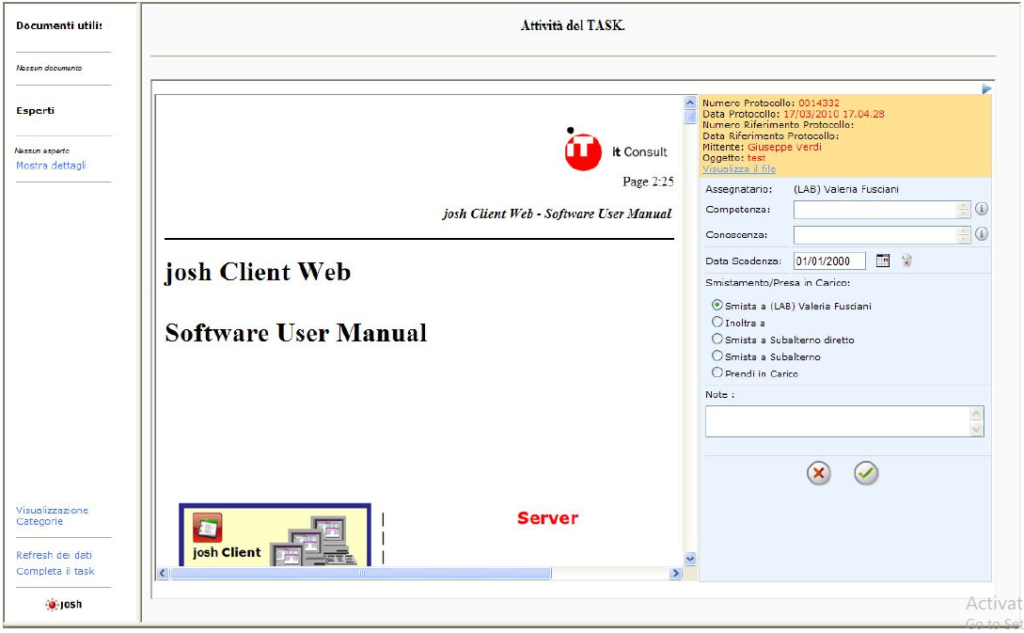 Documenti utili:
Nessun documento
Esperti
Nessun esperto
Mostra dettagli
Visualizzazione
Categorie
Refresh dei dati
Completa il task
josh
Attività del TASK.
iT
it Consult
Page 2:25
josh Client Web - Software User Manual
josh Client Web
Software User Manual
josh Client
Server
Numero Protocollo: 0014332
Data Protocollo: 17/03/2010 17.04.28
Numero Riferimento Protocollo:
Data Riferimento Protocollo:
Mittente: Giuseppe Verdi
Oggetto: test
Visualizza il file
Assegnatario: (LAB) Valeria Fusciani
Competenza:
Conoscenza:
Data Scadenza: 01/01/2000
Smistamento/Presa in Carico:
Smista a (LAB) Valeria Fusciani
Inoltra a
Smista a Subalterno diretto
Smista a Subalterno
Prendi in Carico
Note :
Activat
Go to Set